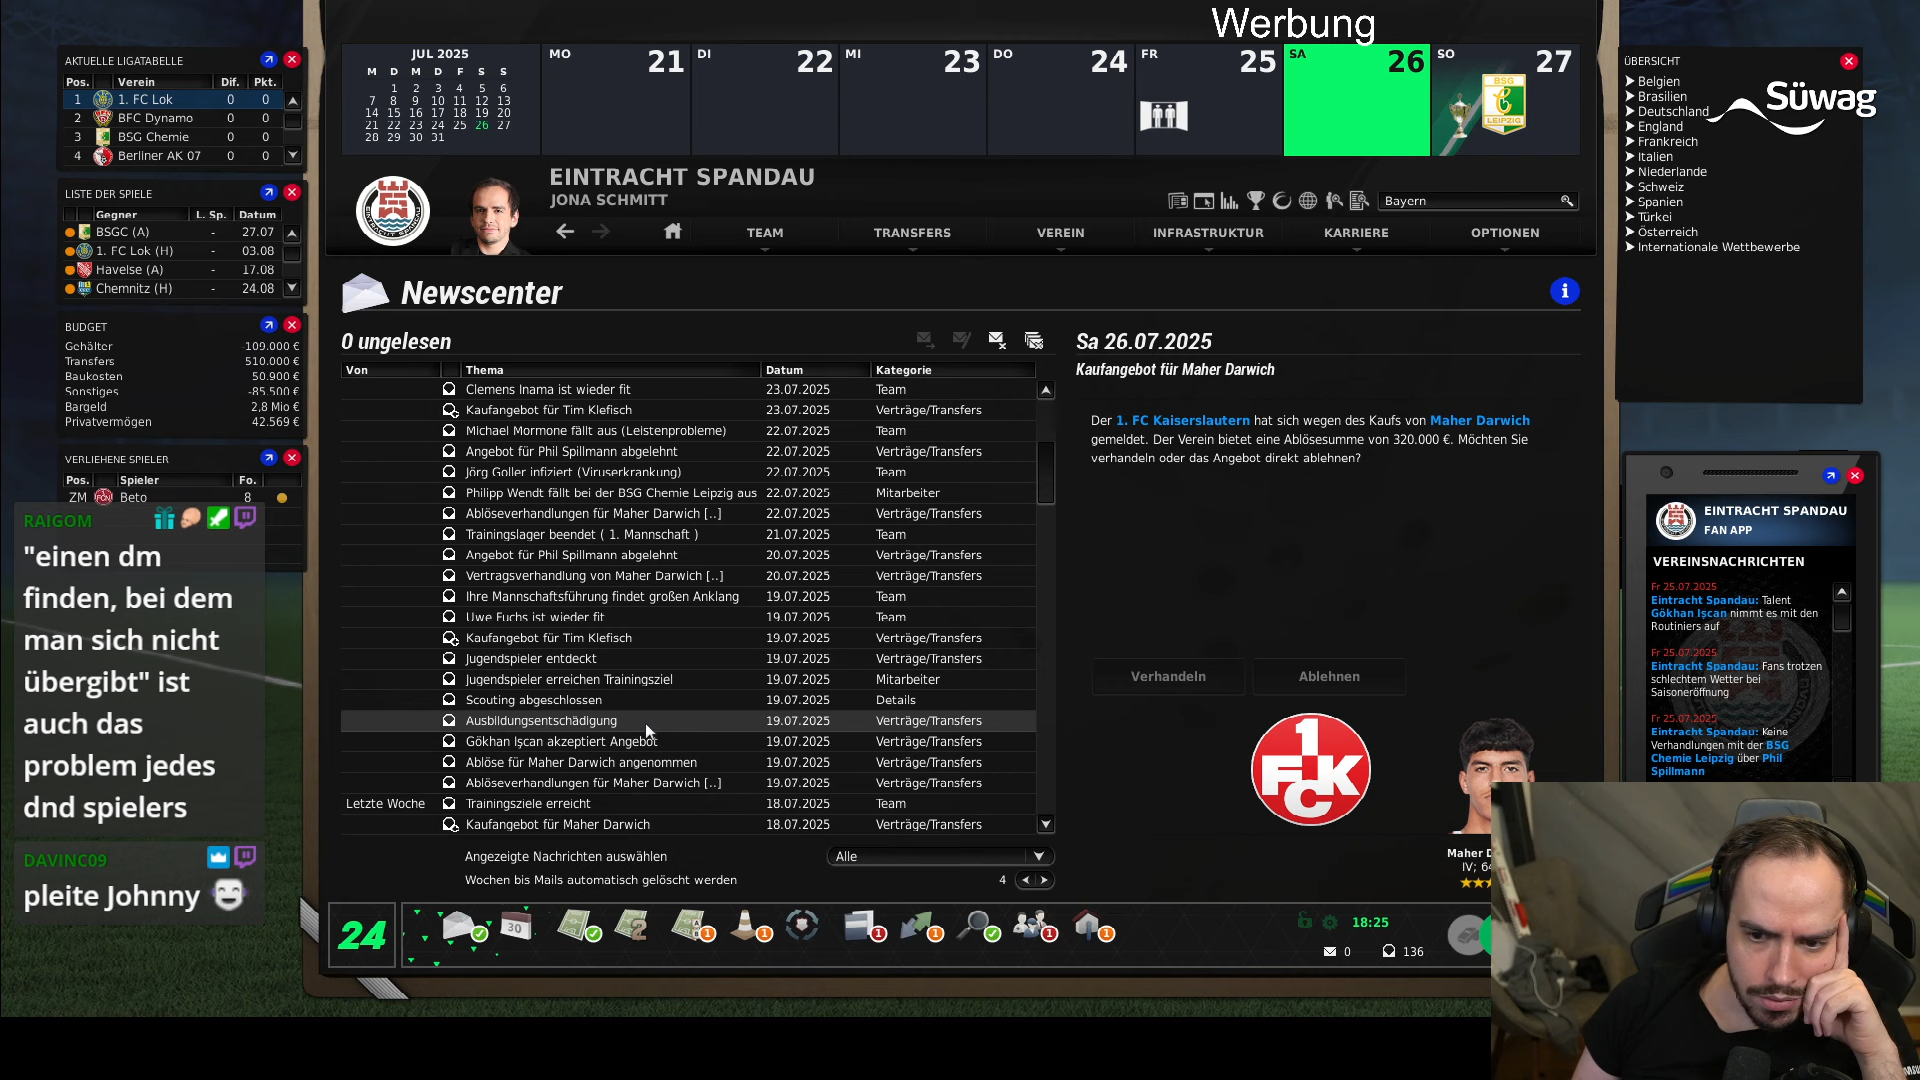 Werbung
AKTUELLE LIGATABELLE
Pos. Verein Dif. Pkt.
1 1. FC Lok 0 0
2 BFC Dynamo 0 0
3 BSG Chemie 0 0
4 Berliner AK 07 0 0
LISTE DER SPIELE
Gegner L. Sp. Datum
BSGC (A) - 27.07
1. FC Lok (H) - 03.08
Havelse (A) - 17.08
Chemnitz (H) - 24.08
BUDGET
Gehälter -109.000 €
Transfers 510.000 €
Baukosten 50.900 €
Sonstiges -85.500 €
Bargeld 2,8 Mio €
Privatvermögen 42.569 €
VERLIEHENE SPIELER
Pos. Spieler Fo.
ZM Beto 8
RAIGOM
"einen dm
finden, bei dem
man sich nicht
übergibt" ist
auch das
problem jedes
dnd spielers
DAVINC09
pleite Johnny
JUL 2025
M D M D F S S
1 2 3 4 5 6
7 8 9 10 11 12 13
14 15 16 17 18 19 20
21 22 23 24 25 26 27
28 29 30 31
MO 21
DI 22
MI 23
DO 24
FR 25
SA 26
SO 27
BSG
LEIPZIG
EINTRACHT SPANDAU
JONA SCHMITT
Bayern
TEAM
TRANSFERS
VEREIN
INFRASTRUKTUR
KARRIERE
OPTIONEN
Newscenter
0 ungelesen
Von Thema Datum Kategorie
Clemens Inama ist wieder fit 23.07.2025 Team
Kaufangebot für Tim Klefisch 23.07.2025 Verträge/Transfers
Michael Mormone fällt aus (Leistenprobleme) 22.07.2025 Team
Angebot für Phil Spillmann abgelehnt 22.07.2025 Verträge/Transfers
Jörg Goller infiziert (Viruserkrankung) 22.07.2025 Team
Philipp Wendt fällt bei der BSG Chemie Leipzig aus 22.07.2025 Mitarbeiter
Ablöseverhandlungen für Maher Darwich [..] 22.07.2025 Verträge/Transfers
Trainingslager beendet ( 1. Mannschaft ) 21.07.2025 Team
Angebot für Phil Spillmann abgelehnt 20.07.2025 Verträge/Transfers
Vertragsverhandlung von Maher Darwich [..] 20.07.2025 Verträge/Transfers
Ihre Mannschaftsführung findet großen Anklang 19.07.2025 Team
Uwe Fuchs ist wieder fit 19.07.2025 Team
Kaufangebot für Tim Klefisch 19.07.2025 Verträge/Transfers
Jugendspieler entdeckt 19.07.2025 Verträge/Transfers
Jugendspieler erreichen Trainingsziel 19.07.2025 Mitarbeiter
Scouting abgeschlossen 19.07.2025 Details
Ausbildungsentschädigung 19.07.2025 Verträge/Transfers
Gökhan Işcan akzeptiert Angebot 19.07.2025 Verträge/Transfers
Ablöse für Maher Darwich angenommen 19.07.2025 Verträge/Transfers
Ablöseverhandlungen für Maher Darwich [..] 19.07.2025 Verträge/Transfers
Letzte Woche Trainingsziele erreicht 18.07.2025 Team
Kaufangebot für Maher Darwich 18.07.2025 Verträge/Transfers
Angezeigte Nachrichten auswählen Alle
Wochen bis Mails automatisch gelöscht werden 4
Sa 26.07.2025
Kaufangebot für Maher Darwich
Der 1. FC Kaiserslautern hat sich wegen des Kaufs von Maher Darwich
gemeldet. Der Verein bietet eine Ablösesumme von 320.000 €. Möchten Sie
verhandeln oder das Angebot direkt ablehnen?
Verhandeln
Ablehnen
1
FCK
Maher D
IV; 64
24
30
2
1
1
1
1
1
1
18:25
0
136
ÜBERSICHT
Belgien
Brasilien
Deutschland
England
Frankreich
Italien
Niederlande
Schweiz
Spanien
Türkei
Österreich
Internationale Wettbewerbe
Süwag
EINTRACHT SPANDAU
FAN APP
VEREINSNACHRICHTEN
Fr 25.07.2025
Eintracht Spandau: Talent
Gökhan Işcan nimmt es mit den
Routiniers auf
Fr 25.07.2025
Eintracht Spandau: Fans trotzen
schlechtem Wetter bei
Saisoneröffnung
Fr 25.07.2025
Eintracht Spandau: Keine
Verhandlungen mit der BSG
Chemie Leipzig über Phil
Spillmann